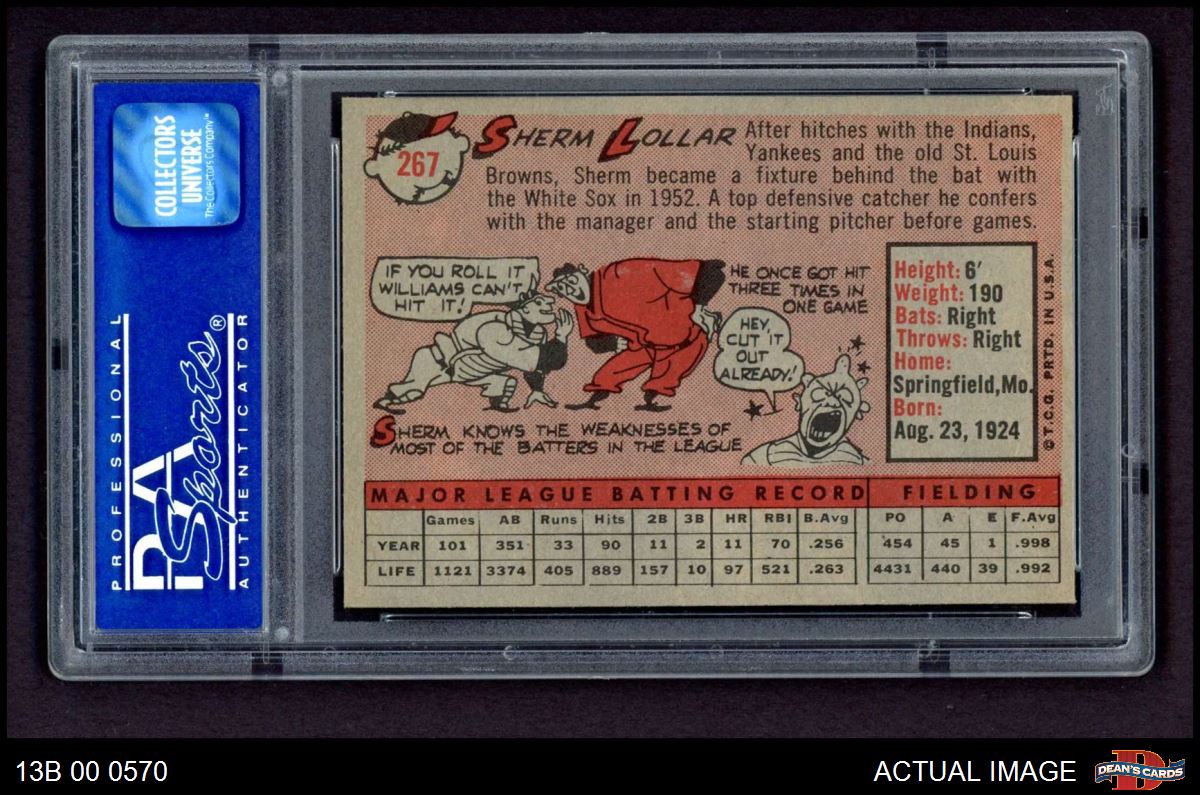 COLLECTORS
UNIVERSE
The Collectors Company™
PROFESSIONAL
PSA
Sports®
AUTHENTICATOR
267
SHERM LOLLAR
After hitches with the Indians,
Yankees and the old St. Louis
Browns, Sherm became a fixture behind the bat with
the White Sox in 1952. A top defensive catcher he confers
with the manager and the starting pitcher before games.
IF YOU ROLL IT
WILLIAMS CAN'T
HIT IT!
SHERM KNOWS THE WEAKNESSES OF
MOST OF THE BATTERS IN THE LEAGUE
HE ONCE GOT HIT
THREE TIMES IN
ONE GAME
HEY,
CUT IT
OUT
ALREADY!
Height: 6'
Weight: 190
Bats: Right
Throws: Right
Home:
Springfield, Mo.
Born:
Aug. 23, 1924
© T.C.G. PRTD. IN U.S.A.
MAJOR LEAGUE BATTING RECORD FIELDING
Games AB Runs Hits 2B 3B HR RBI B.Avg PO A E F.Avg
YEAR 101 351 33 90 11 2 11 70 .256 454 45 1 .998
LIFE 1121 3374 405 889 157 10 97 521 .263 4431 440 39 .992
13B 00 0570
ACTUAL IMAGE
D
DEAN'S CARDS